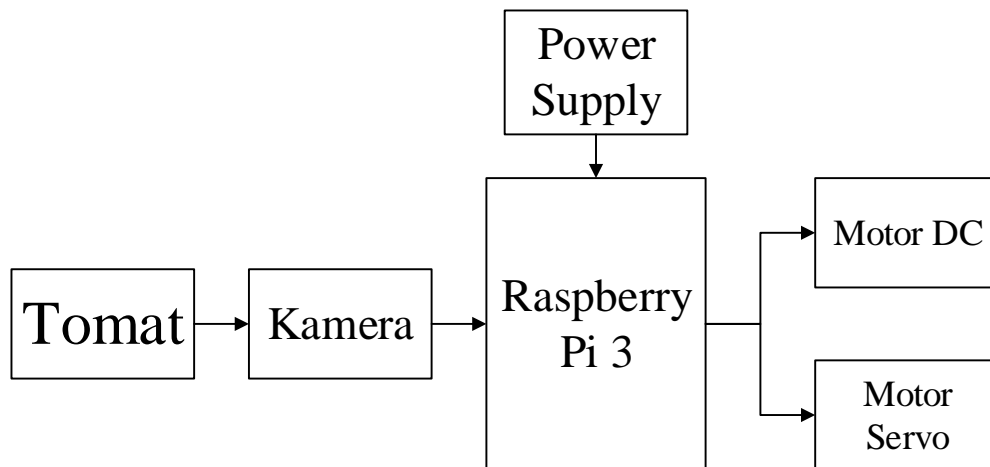 Power
Supply
Tomat
Kamera
Raspberry
Pi 3
Motor DC
Motor
Servo